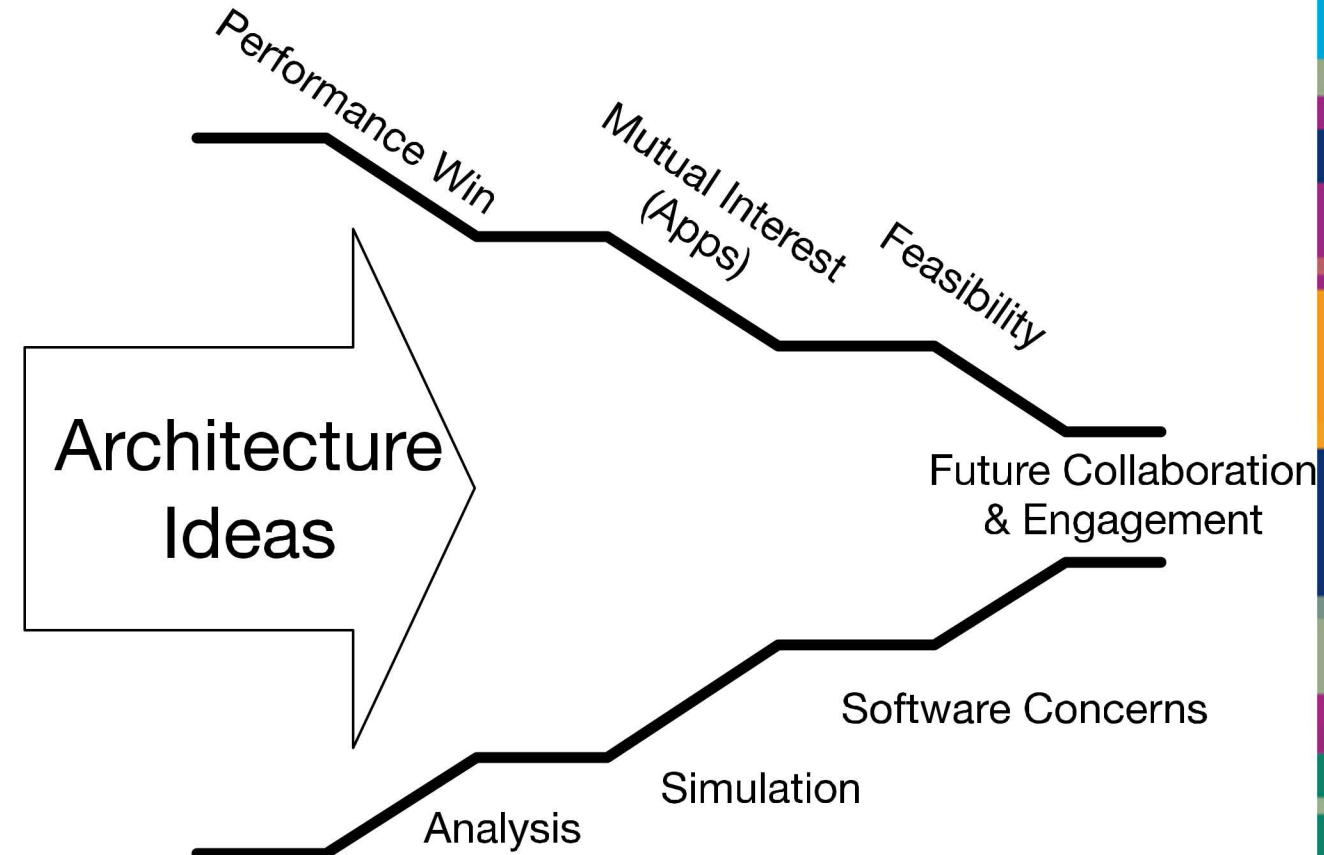 Performance Win
Mutual Interest
(Apps)
Feasibility
Architecture
Ideas
Future Collaboration
& Engagement
Software Concerns
Simulation
Analysis